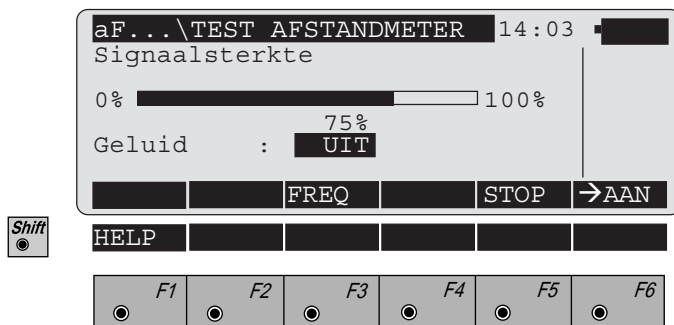 aF...\TEST AFSTANDMETER 14:03
Signaalsterkte
0% 100%
75%
Geluid : UIT
FREQ STOP →AAN
Shift
HELP
F1 F2 F3 F4 F5 F6